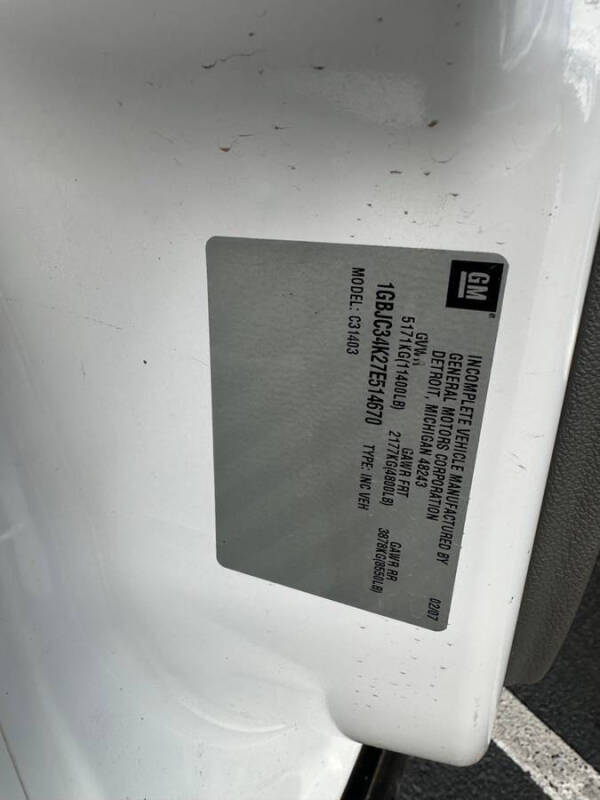 GM
INCOMPLETE VEHICLE MANUFACTURED BY
GENERAL MOTORS CORPORATION
DETROIT, MICHIGAN 48243
02/07
GVWR GAWR FRT GAWR RR
5171KG(11400LB) 2177KG(4800LB) 3878KG(8550LB)
1GBJC34K27E514670
MODEL: C31403 TYPE: INC VEH